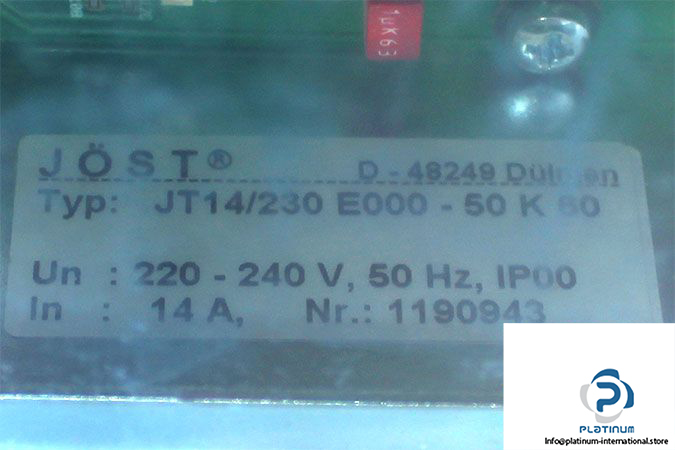 1µK63
JÖST® D - 48249 Dülmen
Typ: JT14/230 E000 - 50 K 80
Un : 220 - 240 V, 50 Hz, IP00
In : 14 A, Nr.: 1190943
PLATINUM
Info@platinum-international.store